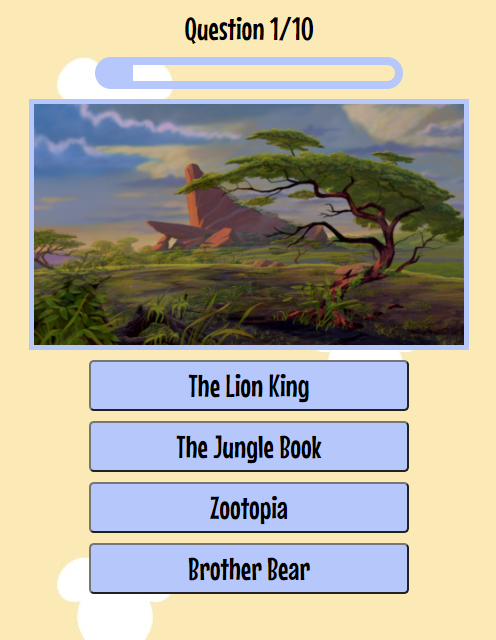 Question 1/10
The Lion King
The Jungle Book
Zootopia
Brother Bear